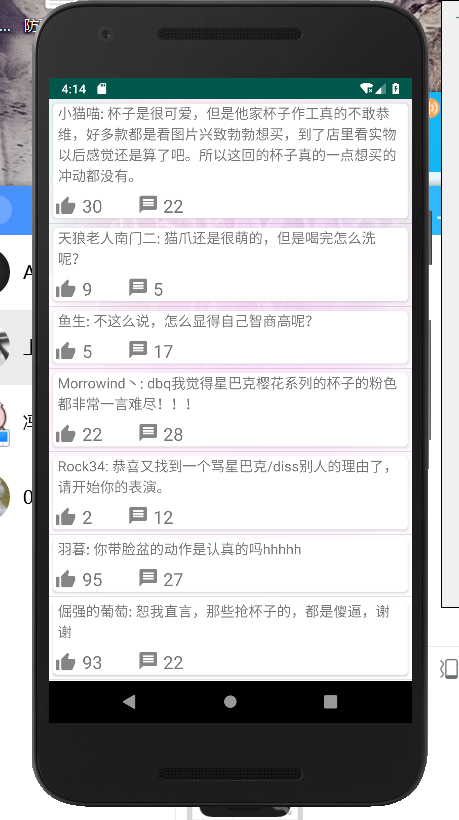 ... 防
4:14
小猫喵: 杯子是很可爱，但是他家杯子作工真的不敢恭
维，好多款都是看图片兴致勃勃想买，到了店里看实物
以后感觉还是算了吧。所以这回的杯子真的一点想买的
冲动都没有。
30 22
天狼老人南门二: 猫爪还是很萌的，但是喝完怎么洗
呢？
9 5
鱼生: 不这么说，怎么显得自己智商高呢？
5 17
Morrowind丶: dbq我觉得星巴克樱花系列的杯子的粉色
都非常一言难尽！！！
22 28
Rock34: 恭喜又找到一个骂星巴克/diss别人的理由了，
请开始你的表演。
2 12
羽暮: 你带脸盆的动作是认真的吗hhhhh
95 27
倔强的葡萄: 恕我直言，那些抢杯子的，都是傻逼，谢
谢
93 22